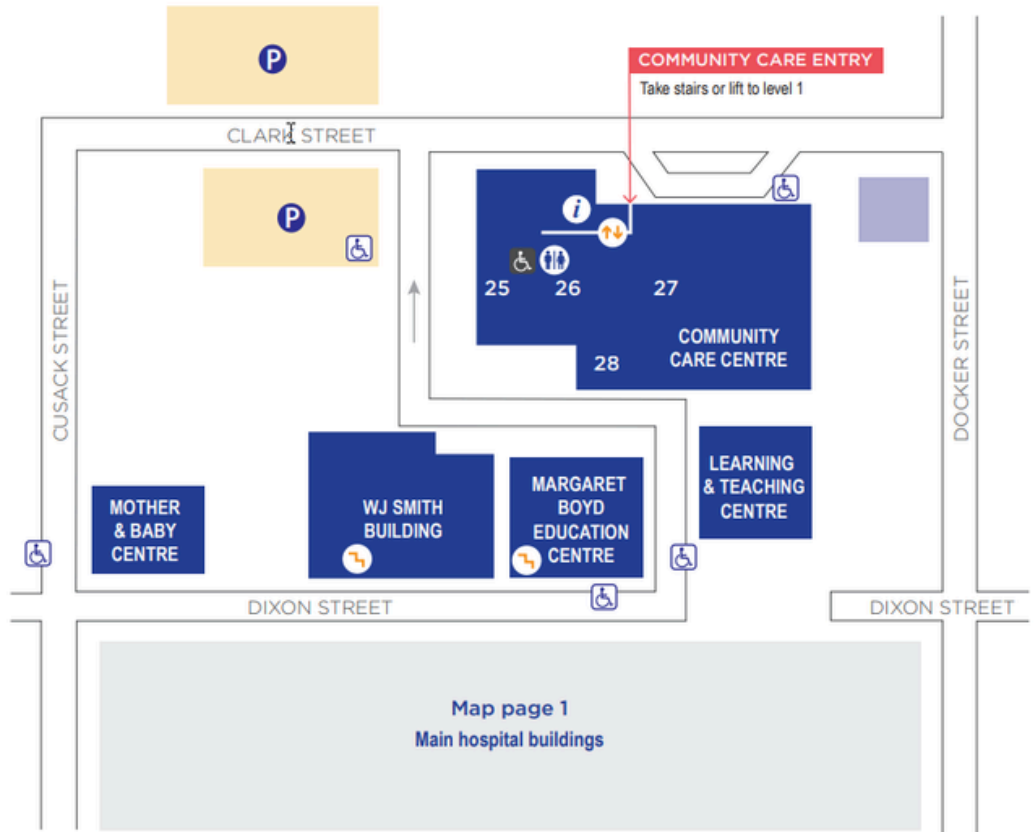 P
COMMUNITY CARE ENTRY
Take stairs or lift to level 1
CLARK STREET
P
i
25
26
27
COMMUNITY
CARE CENTRE
28
CUSACK STREET
DOCKER STREET
MOTHER
& BABY
CENTRE
WJ SMITH
BUILDING
MARGARET
BOYD
EDUCATION
CENTRE
LEARNING
& TEACHING
CENTRE
DIXON STREET
DIXON STREET
Map page 1
Main hospital buildings